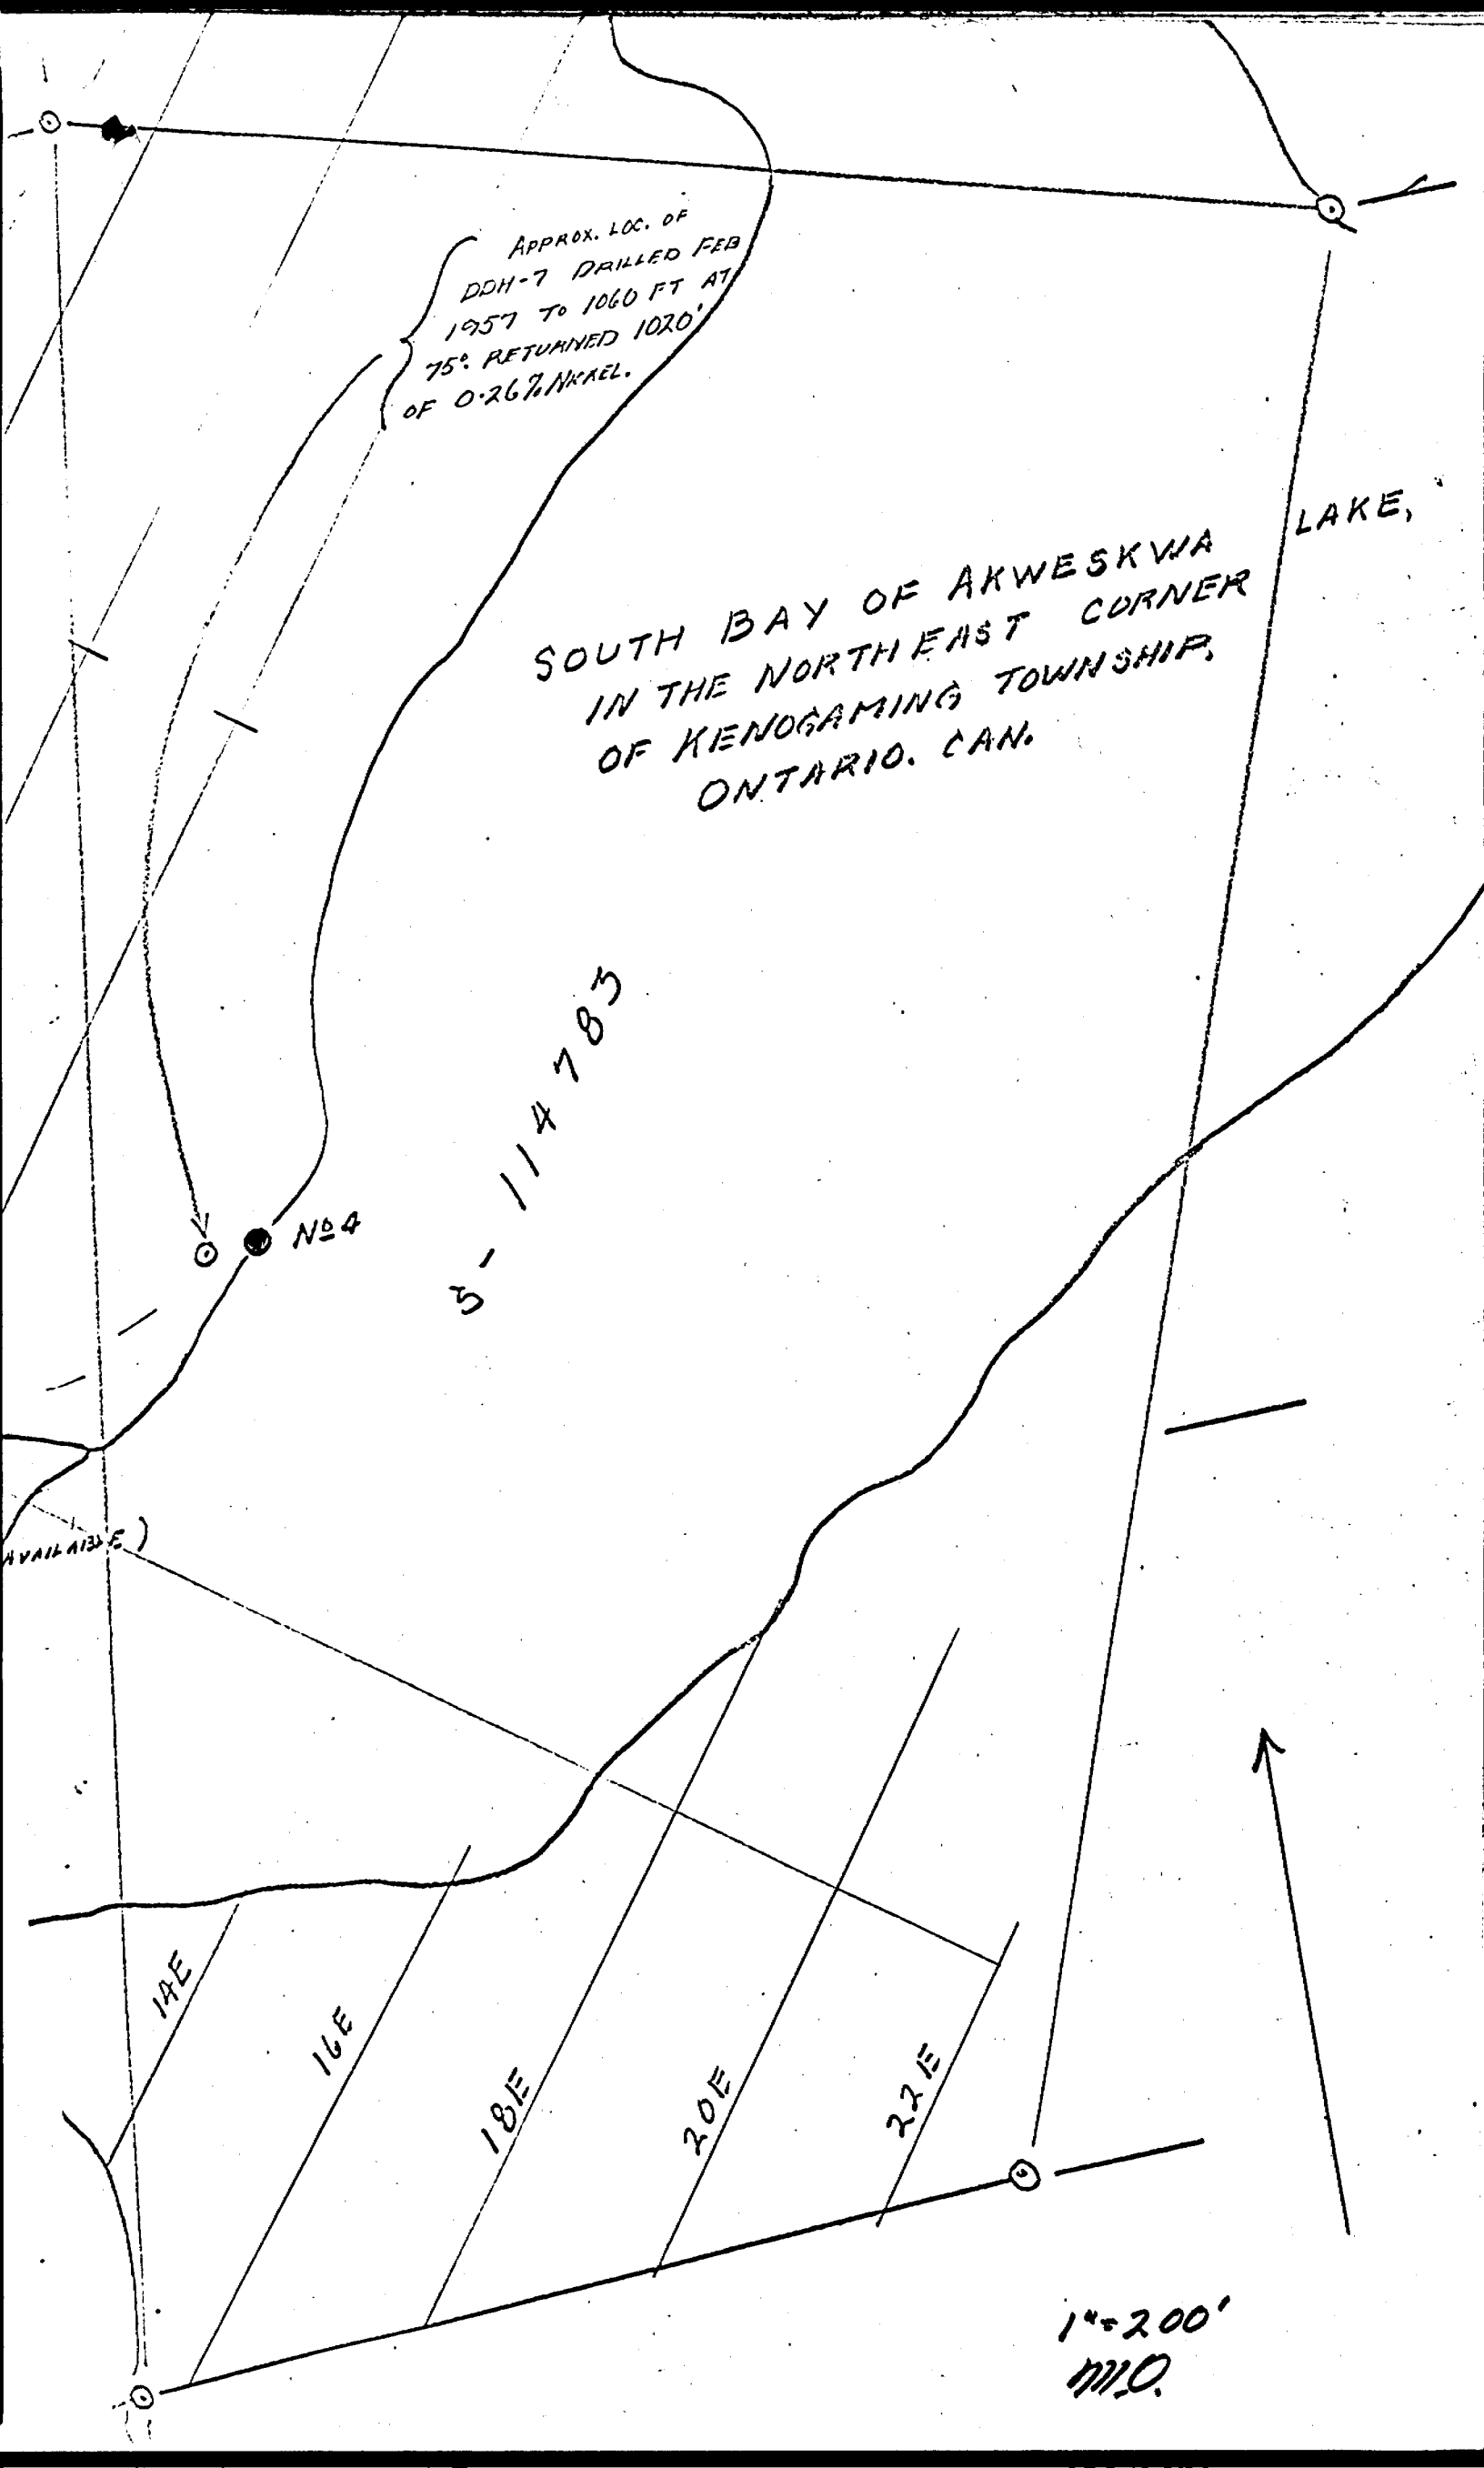 APPROX. LOC. OF
DDH-7 DRILLED FEB
1957 TO 1060 FT AT
75°. RETURNED 1020'
OF 0.26% NICKEL.
SOUTH BAY OF AKWESKWA LAKE,
IN THE NORTHEAST CORNER
OF KENOGAMING TOWNSHIP,
ONTARIO. CAN.
S-114783
No 4
AVAILABLE)
14E
16E
18E
20E
22E
1"=200'